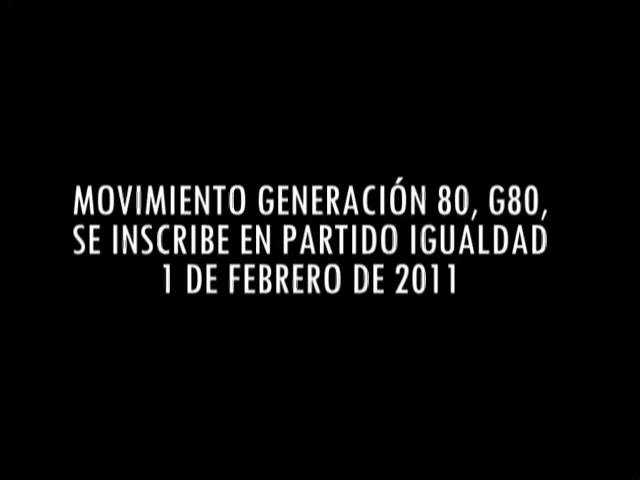 MOVIMIENTO GENERACIÓN 80, G80,
SE INSCRIBE EN PARTIDO IGUALDAD
1 DE FEBRERO DE 2011